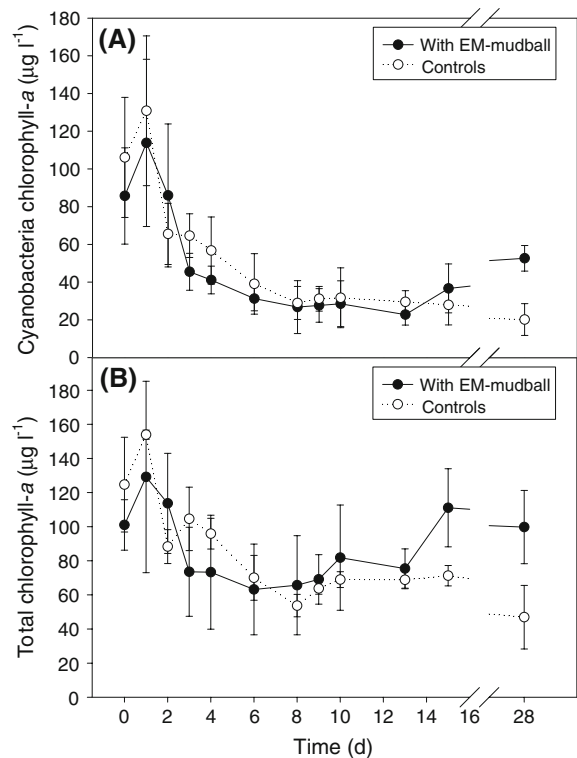 (A)
With EM-mudball
Controls
Cyanobacteria chlorophyll-a (µg l-1)
180
160
140
120
100
80
60
40
20
0
(B)
With EM-mudball
Controls
Total chlorophyll-a (µg l-1)
180
160
140
120
100
80
60
40
20
0
0 2 4 6 8 10 12 14 16 28
Time (d)